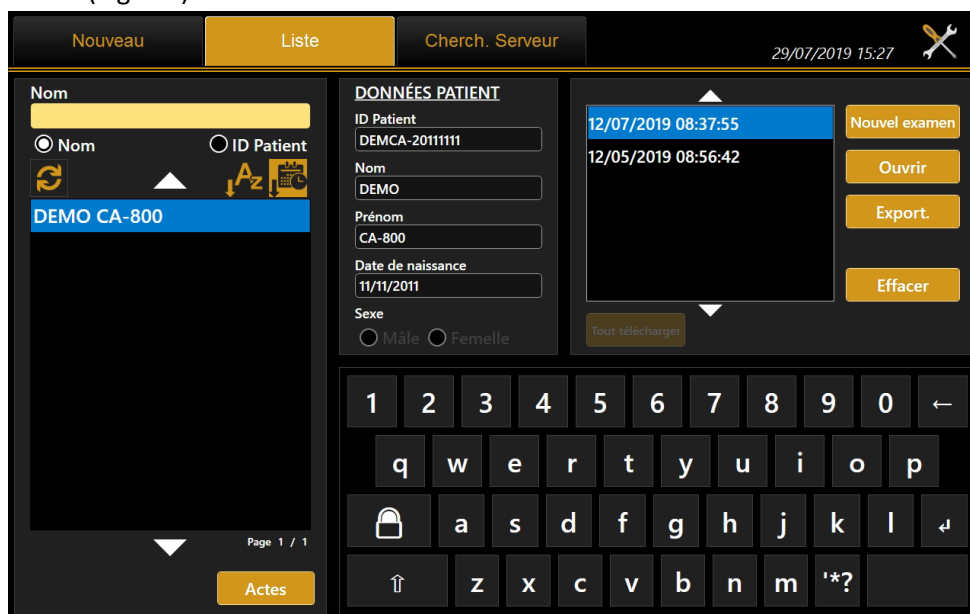 Nouveau
Liste
Cherch. Serveur
29/07/2019 15:27
Nom
Nom
ID Patient
AZ
DEMO CA-800
Page 1 / 1
Actes
DONNÉES PATIENT
ID Patient
DEMCA-20111111
Nom
DEMO
Prénom
CA-800
Date de naissance
11/11/2011
Sexe
Mâle
Femelle
12/07/2019 08:37:55
12/05/2019 08:56:42
Tout télécharger
Nouvel examen
Ouvrir
Export.
Effacer
1 2 3 4 5 6 7 8 9 0 ←
q w e r t y u i o p
a s d f g h j k l ↲
⇧ z x c v b n m '*?